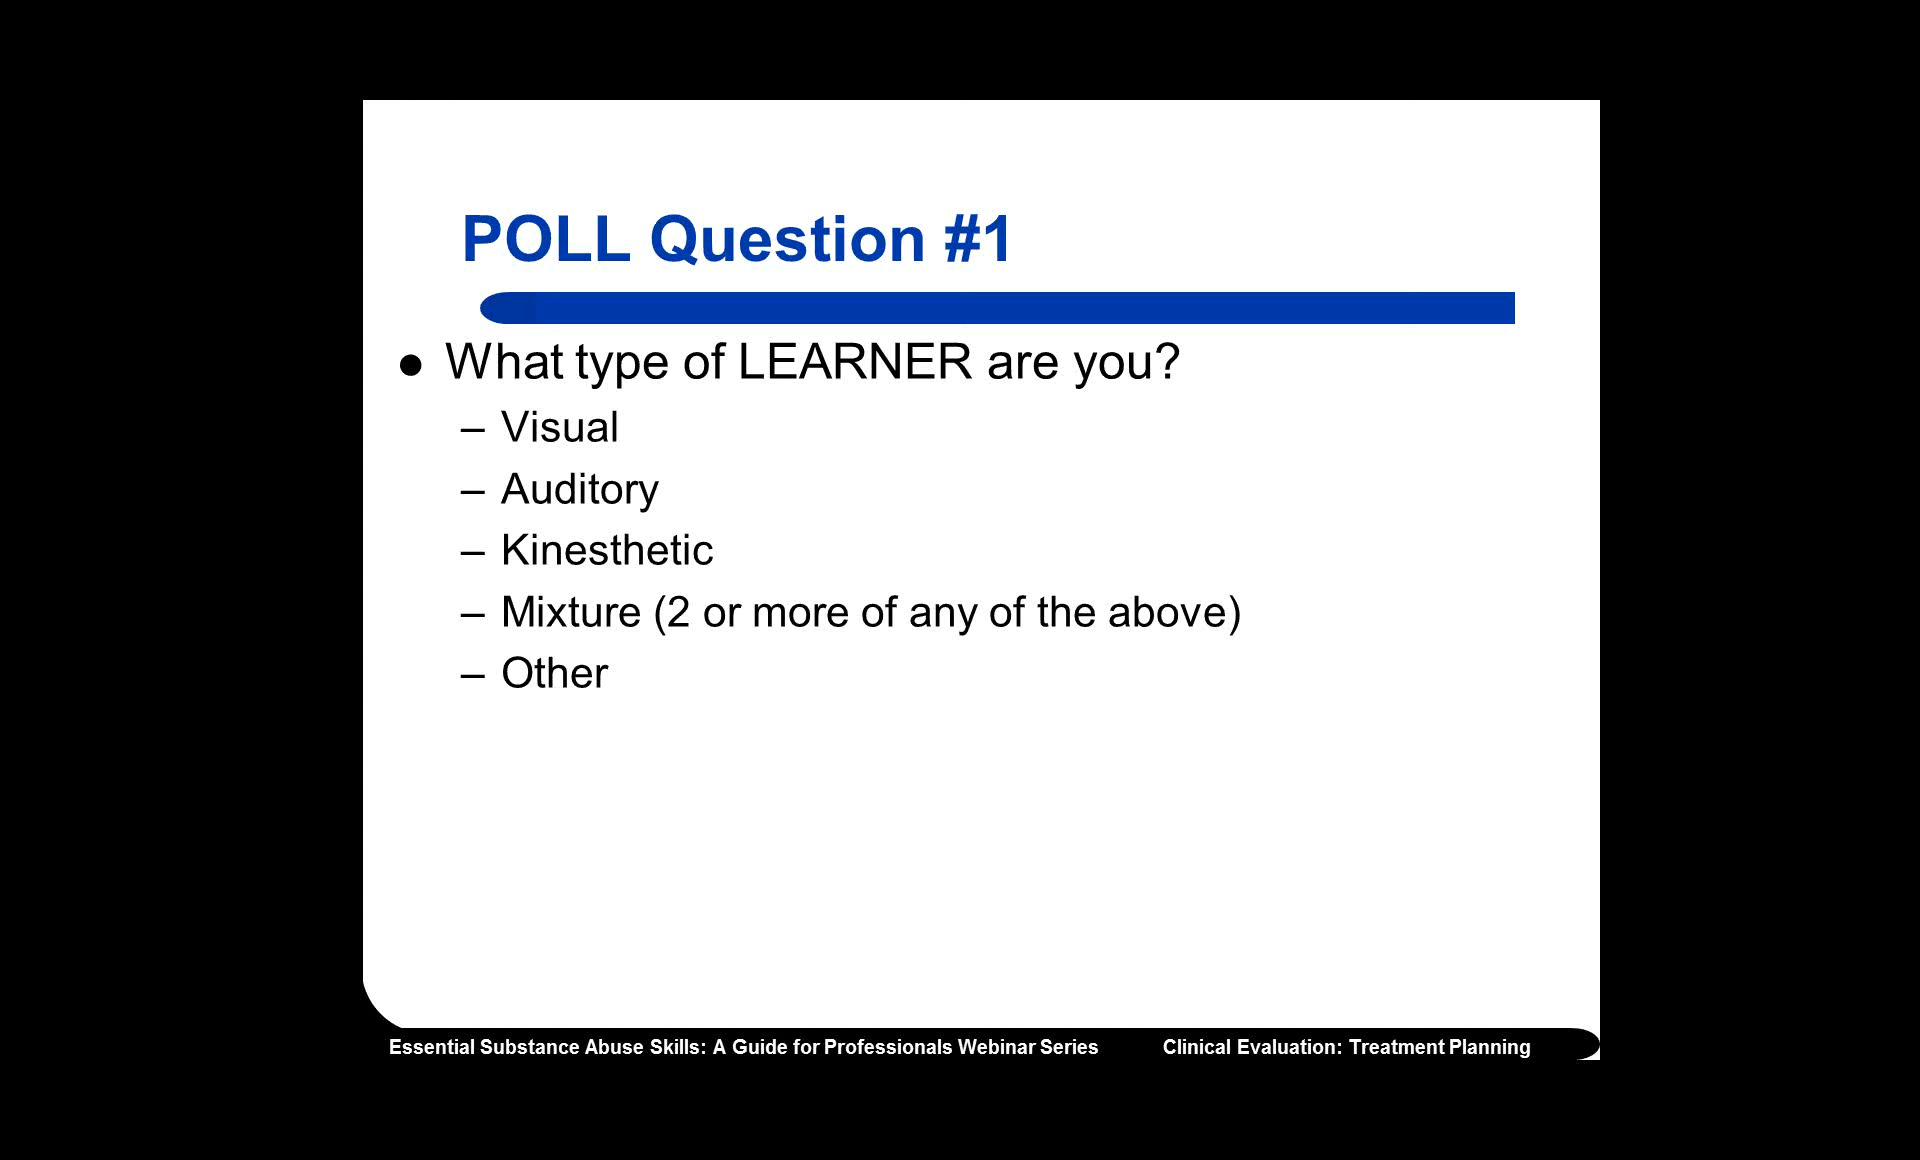 POLL Question #1
● What type of LEARNER are you?
– Visual
– Auditory
– Kinesthetic
– Mixture (2 or more of any of the above)
– Other
Essential Substance Abuse Skills: A Guide for Professionals Webinar Series
Clinical Evaluation: Treatment Planning